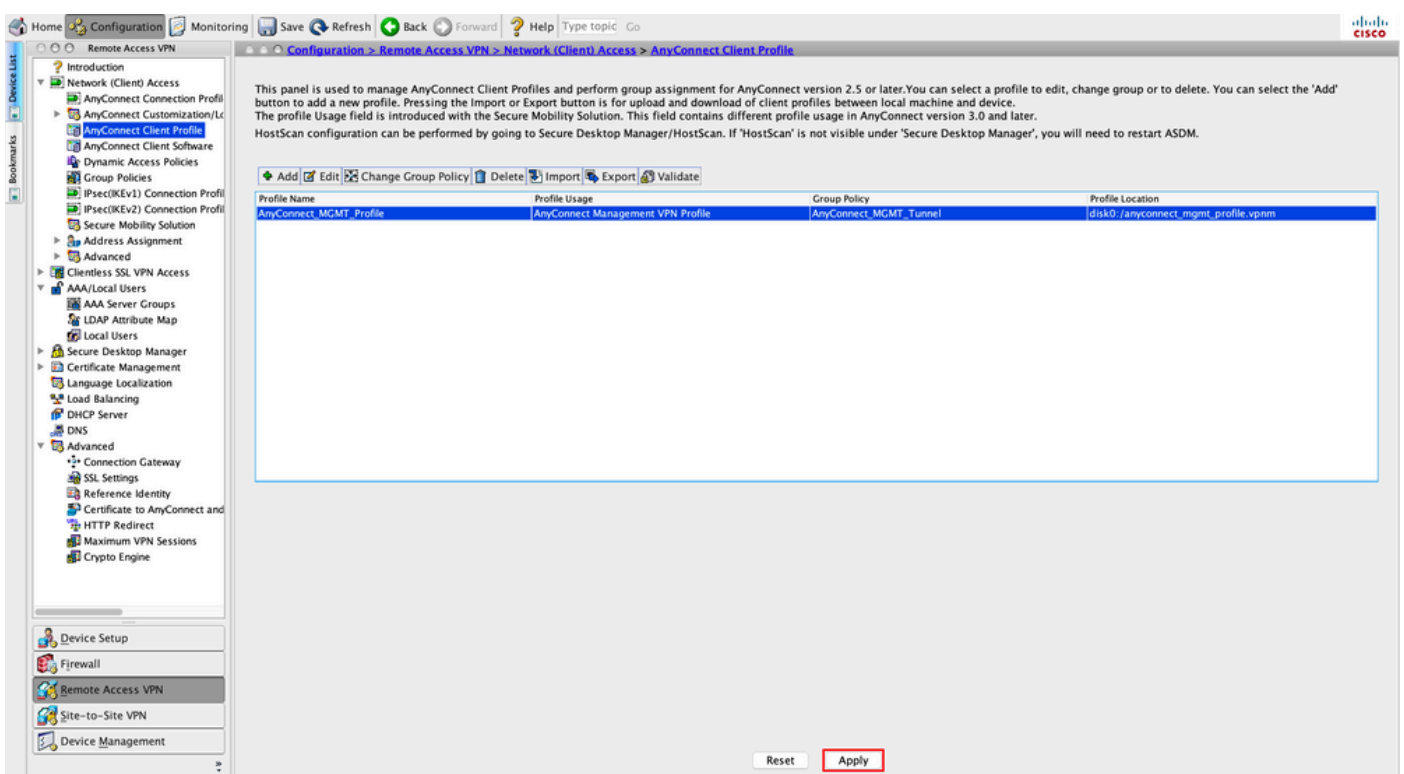 Home Configuration Monitoring Save Refresh Back Forward Help Type topic Go
CISCO
Device List
Bookmarks
Remote Access VPN
Introduction
Network (Client) Access
AnyConnect Connection Profil
AnyConnect Customization/Lo
AnyConnect Client Profile
AnyConnect Client Software
Dynamic Access Policies
Group Policies
IPsec(IKEv1) Connection Profil
IPsec(IKEv2) Connection Profil
Secure Mobility Solution
Address Assignment
Advanced
Clientless SSL VPN Access
AAA/Local Users
AAA Server Groups
LDAP Attribute Map
Local Users
Secure Desktop Manager
Certificate Management
Language Localization
Load Balancing
DHCP Server
DNS
Advanced
Connection Gateway
SSL Settings
Reference Identity
Certificate to AnyConnect and
HTTP Redirect
Maximum VPN Sessions
Crypto Engine
Device Setup
Firewall
Remote Access VPN
Site-to-Site VPN
Device Management
Configuration > Remote Access VPN > Network (Client) Access > AnyConnect Client Profile
This panel is used to manage AnyConnect Client Profiles and perform group assignment for AnyConnect version 2.5 or later.You can select a profile to edit, change group or to delete. You can select the 'Add'
button to add a new profile. Pressing the Import or Export button is for upload and download of client profiles between local machine and device.
The profile Usage field is introduced with the Secure Mobility Solution. This field contains different profile usage in AnyConnect version 3.0 and later.
HostScan configuration can be performed by going to Secure Desktop Manager/HostScan. If 'HostScan' is not visible under 'Secure Desktop Manager', you will need to restart ASDM.
Add Edit Change Group Policy Delete Import Export Validate
Profile Name Profile Usage Group Policy Profile Location
AnyConnect_MGMT_Profile AnyConnect Management VPN Profile AnyConnect_MGMT_Tunnel disk0:/anyconnect_mgmt_profile.vpnm
Reset Apply